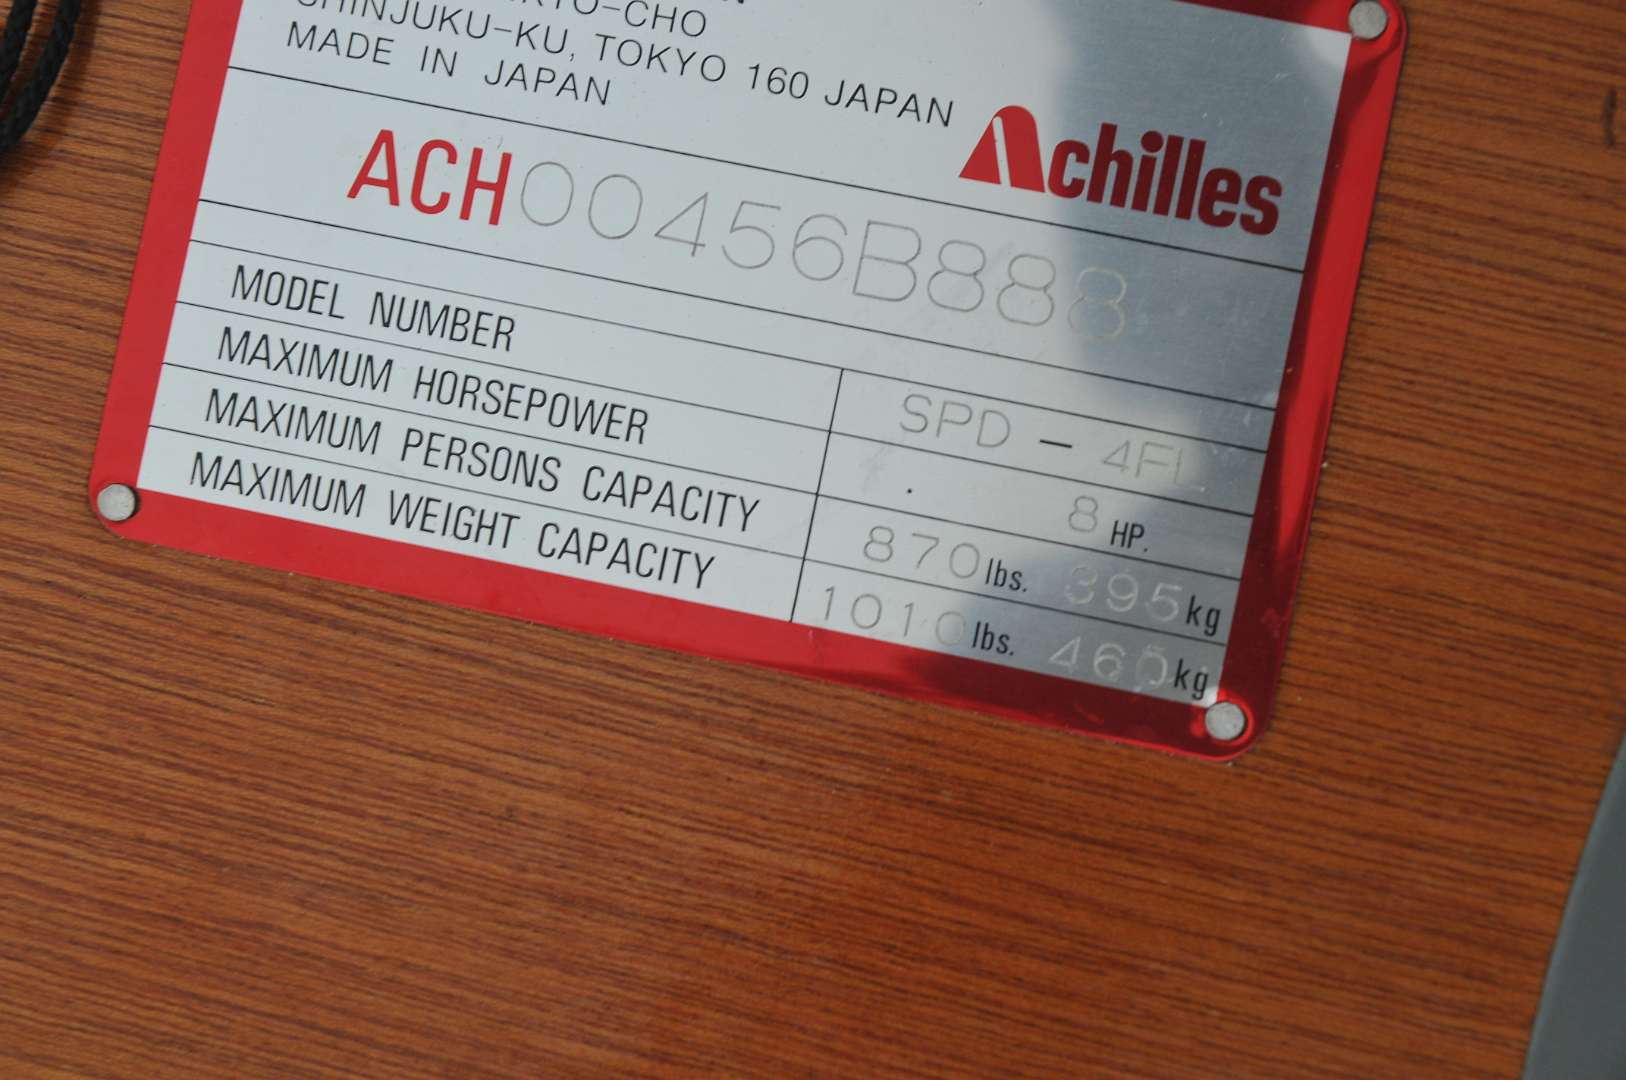 SHINJUKU-KU, TOKYO 160 JAPAN
MADE IN JAPAN
Achilles
ACH00456B888
MODEL NUMBER SPD - 4FL
MAXIMUM HORSEPOWER 8 HP.
MAXIMUM PERSONS CAPACITY 870 lbs. 395 kg
MAXIMUM WEIGHT CAPACITY 1010 lbs. 460 kg